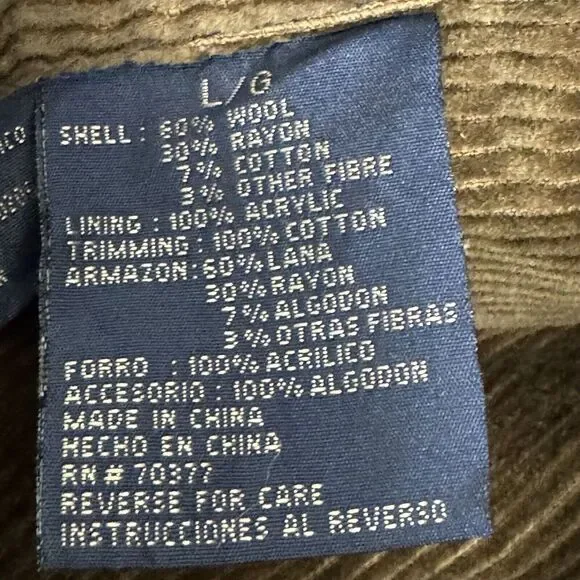 L/G
SHELL : 60% WOOL
30% RAYON
7% COTTON
3% OTHER FIBRE
LINING : 100% ACRYLIC
TRIMMING : 100% COTTON
ARMAZON: 60% LANA
30% RAYON
7% ALGODON
3% OTRAS FIBRAS
FORRO : 100% ACRILICO
ACCESORIO : 100% ALGODON
MADE IN CHINA
HECHO EN CHINA
RN# 70377
REVERSE FOR CARE
INSTRUCCIONES AL REVERSO